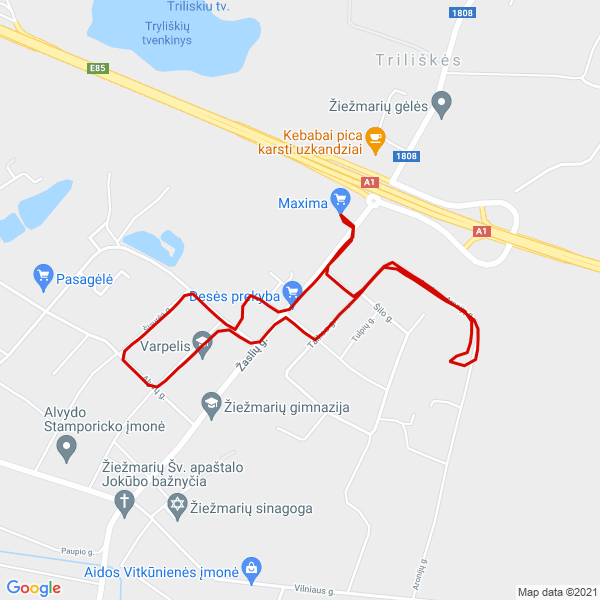 Triliskiu tv.
Tryliškių
tvenkinys
1808
Triliškės
E85
Žiežmarių gėlės
Kebabai pica
karsti uzkandziai
1808
A1
Maxima
A1
Pasagėlė
Besės prekyba
Šilo g.
Tulpių g.
Varpelis
Žaslių g.
Žiežmarių gimnazija
Alvydo
Stamporicko įmonė
Žiežmarių Šv. apaštalo
Jokūbo bažnyčia
Žiežmarių sinagoga
Paupio g.
Aidos Vitkūnienės įmonė
Vilniaus g.
Aronijų g.
Google
Map data ©2021